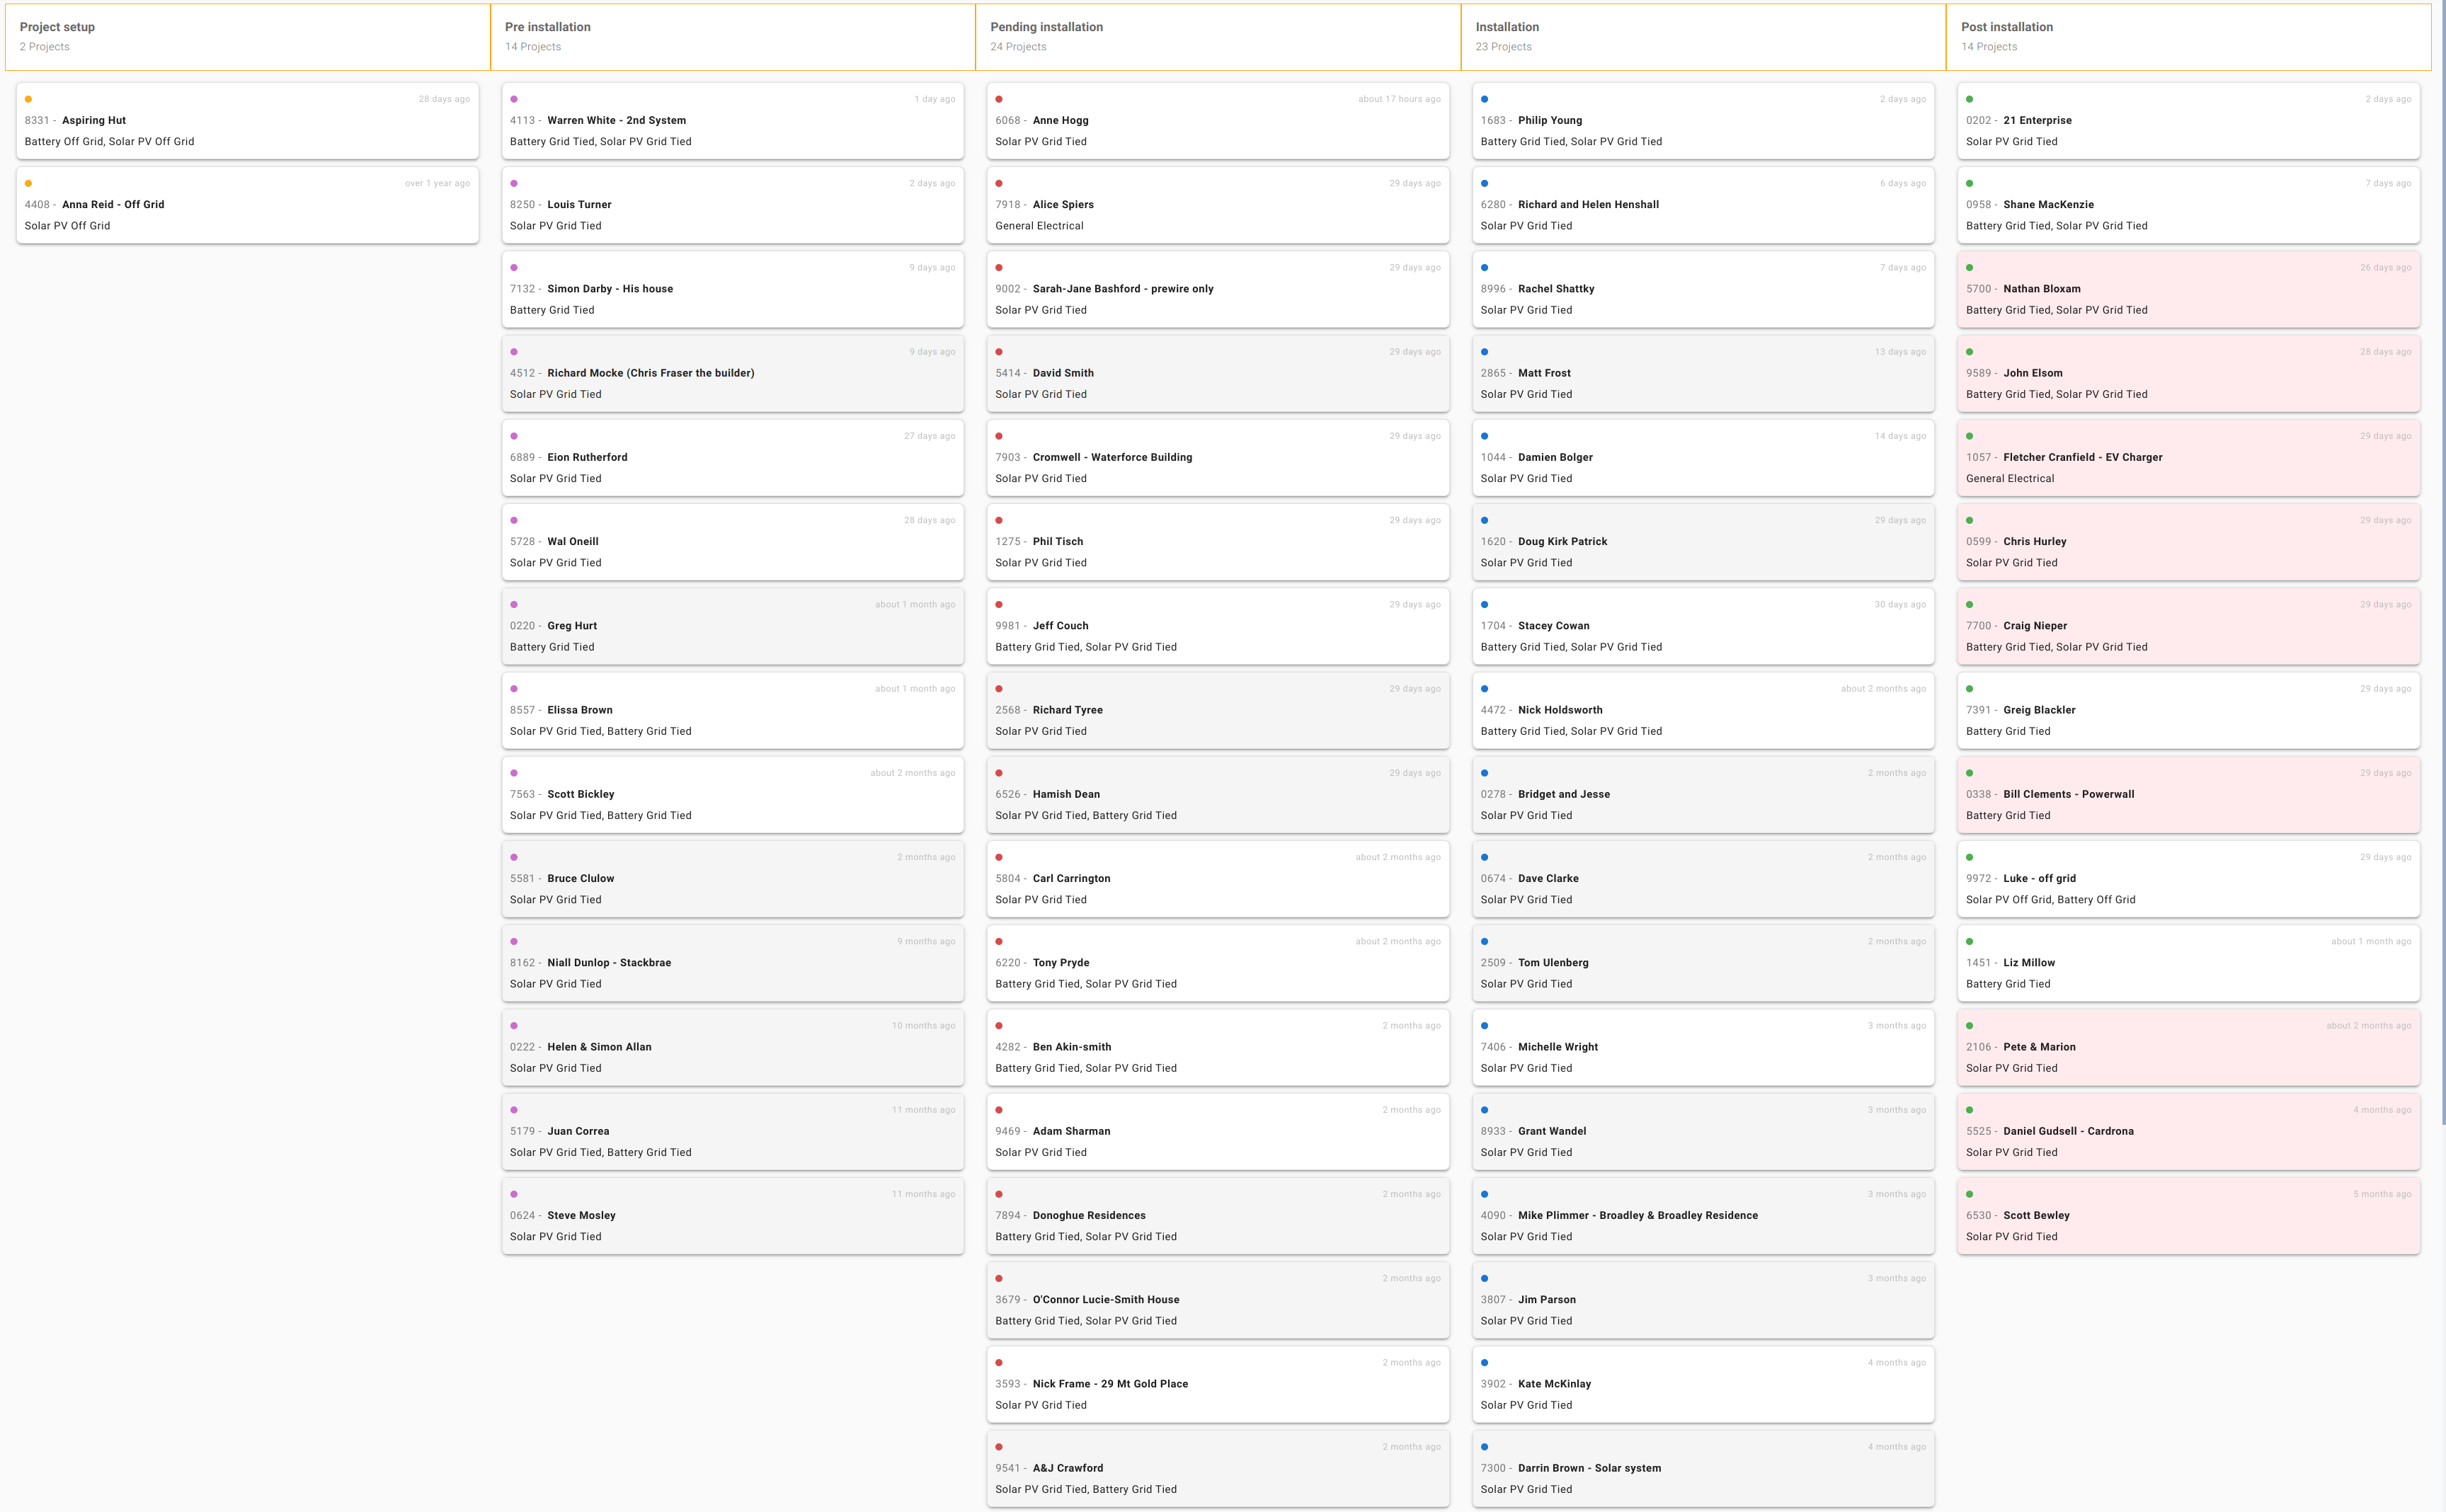 Project setup
2 Projects
28 days ago
8331 - Aspiring Hut
Battery Off Grid, Solar PV Off Grid
over 1 year ago
4408 - Anna Reid - Off Grid
Solar PV Off Grid
Pre installation
14 Projects
1 day ago
4113 - Warren White - 2nd System
Battery Grid Tied, Solar PV Grid Tied
2 days ago
8250 - Louis Turner
Solar PV Grid Tied
9 days ago
7132 - Simon Darby - His house
Battery Grid Tied
9 days ago
4512 - Richard Mocke (Chris Fraser the builder)
Solar PV Grid Tied
27 days ago
6889 - Eion Rutherford
Solar PV Grid Tied
28 days ago
5728 - Wal Oneill
Solar PV Grid Tied
about 1 month ago
0220 - Greg Hurt
Battery Grid Tied
about 1 month ago
8557 - Elissa Brown
Solar PV Grid Tied, Battery Grid Tied
about 2 months ago
7563 - Scott Bickley
Solar PV Grid Tied, Battery Grid Tied
2 months ago
5581 - Bruce Clulow
Solar PV Grid Tied
9 months ago
8162 - Niall Dunlop - Stackbrae
Solar PV Grid Tied
10 months ago
0222 - Helen & Simon Allan
Solar PV Grid Tied
11 months ago
5179 - Juan Correa
Solar PV Grid Tied, Battery Grid Tied
11 months ago
0624 - Steve Mosley
Solar PV Grid Tied
Pending installation
24 Projects
about 17 hours ago
6068 - Anne Hogg
Solar PV Grid Tied
29 days ago
7918 - Alice Spiers
General Electrical
29 days ago
9002 - Sarah-Jane Bashford - prewire only
Solar PV Grid Tied
29 days ago
5414 - David Smith
Solar PV Grid Tied
29 days ago
7903 - Cromwell - Waterforce Building
Solar PV Grid Tied
29 days ago
1275 - Phil Tisch
Solar PV Grid Tied
29 days ago
9981 - Jeff Couch
Battery Grid Tied, Solar PV Grid Tied
29 days ago
2568 - Richard Tyree
Solar PV Grid Tied
29 days ago
6526 - Hamish Dean
Solar PV Grid Tied, Battery Grid Tied
about 2 months ago
5804 - Carl Carrington
Solar PV Grid Tied
about 2 months ago
6220 - Tony Pryde
Battery Grid Tied, Solar PV Grid Tied
2 months ago
4282 - Ben Akin-smith
Battery Grid Tied, Solar PV Grid Tied
2 months ago
9469 - Adam Sharman
Solar PV Grid Tied
2 months ago
7894 - Donoghue Residences
Battery Grid Tied, Solar PV Grid Tied
2 months ago
3679 - O'Connor Lucie-Smith House
Battery Grid Tied, Solar PV Grid Tied
2 months ago
3593 - Nick Frame - 29 Mt Gold Place
Solar PV Grid Tied
2 months ago
9541 - A&J Crawford
Solar PV Grid Tied, Battery Grid Tied
Installation
23 Projects
2 days ago
1683 - Philip Young
Battery Grid Tied, Solar PV Grid Tied
6 days ago
6280 - Richard and Helen Henshall
Solar PV Grid Tied
7 days ago
8996 - Rachel Shattky
Solar PV Grid Tied
13 days ago
2865 - Matt Frost
Solar PV Grid Tied
14 days ago
1044 - Damien Bolger
Solar PV Grid Tied
29 days ago
1620 - Doug Kirk Patrick
Solar PV Grid Tied
30 days ago
1704 - Stacey Cowan
Battery Grid Tied, Solar PV Grid Tied
about 2 months ago
4472 - Nick Holdsworth
Battery Grid Tied, Solar PV Grid Tied
2 months ago
0278 - Bridget and Jesse
Solar PV Grid Tied
2 months ago
0674 - Dave Clarke
Solar PV Grid Tied
2 months ago
2509 - Tom Ulenberg
Solar PV Grid Tied
3 months ago
7406 - Michelle Wright
Solar PV Grid Tied
3 months ago
8933 - Grant Wandel
Solar PV Grid Tied
3 months ago
4090 - Mike Plimmer - Broadley & Broadley Residence
Solar PV Grid Tied
3 months ago
3807 - Jim Parson
Solar PV Grid Tied
4 months ago
3902 - Kate McKinlay
Solar PV Grid Tied
4 months ago
7300 - Darrin Brown - Solar system
Solar PV Grid Tied
Post installation
14 Projects
2 days ago
0202 - 21 Enterprise
Solar PV Grid Tied
7 days ago
0958 - Shane MacKenzie
Battery Grid Tied, Solar PV Grid Tied
26 days ago
5700 - Nathan Bloxam
Battery Grid Tied, Solar PV Grid Tied
28 days ago
9589 - John Elsom
Battery Grid Tied, Solar PV Grid Tied
29 days ago
1057 - Fletcher Cranfield - EV Charger
General Electrical
29 days ago
0599 - Chris Hurley
Solar PV Grid Tied
29 days ago
7700 - Craig Nieper
Battery Grid Tied, Solar PV Grid Tied
29 days ago
7391 - Greig Blackler
Battery Grid Tied
29 days ago
0338 - Bill Clements - Powerwall
Battery Grid Tied
29 days ago
9972 - Luke - off grid
Solar PV Off Grid, Battery Off Grid
about 1 month ago
1451 - Liz Millow
Battery Grid Tied
about 2 months ago
2106 - Pete & Marion
Solar PV Grid Tied
4 months ago
5525 - Daniel Gudsell - Cardrona
Solar PV Grid Tied
5 months ago
6530 - Scott Bewley
Solar PV Grid Tied